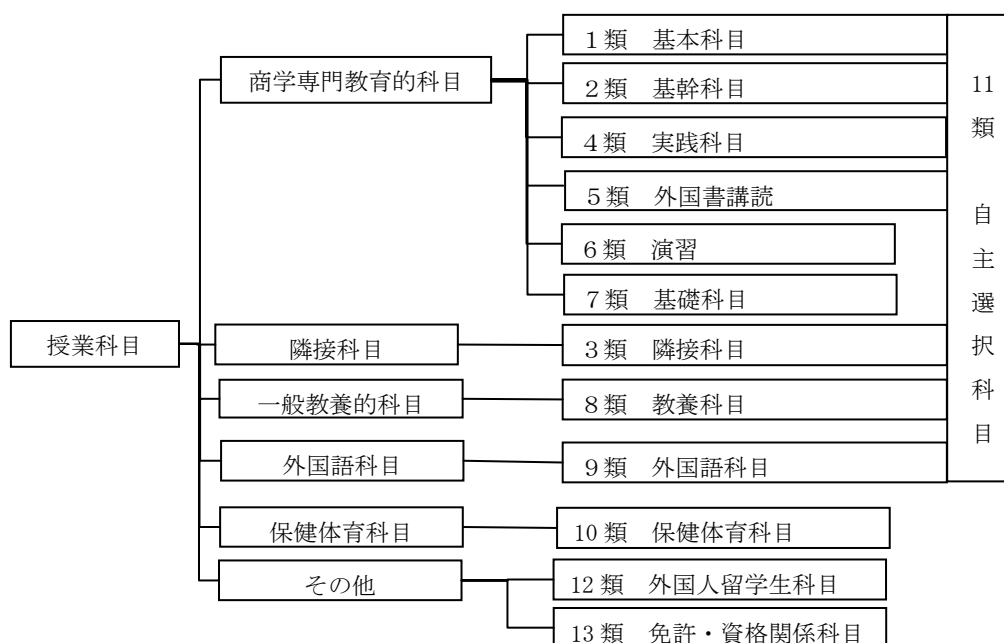 授業科目
商学専門教育的科目
１類　基本科目
２類　基幹科目
４類　実践科目
５類　外国書講読
６類　演習
７類　基礎科目
隣接科目
３類　隣接科目
一般教養的科目
８類　教養科目
外国語科目
９類　外国語科目
保健体育科目
10類　保健体育科目
その他
12類　外国人留学生科目
13類　免許・資格関係科目
11類　自主選択科目